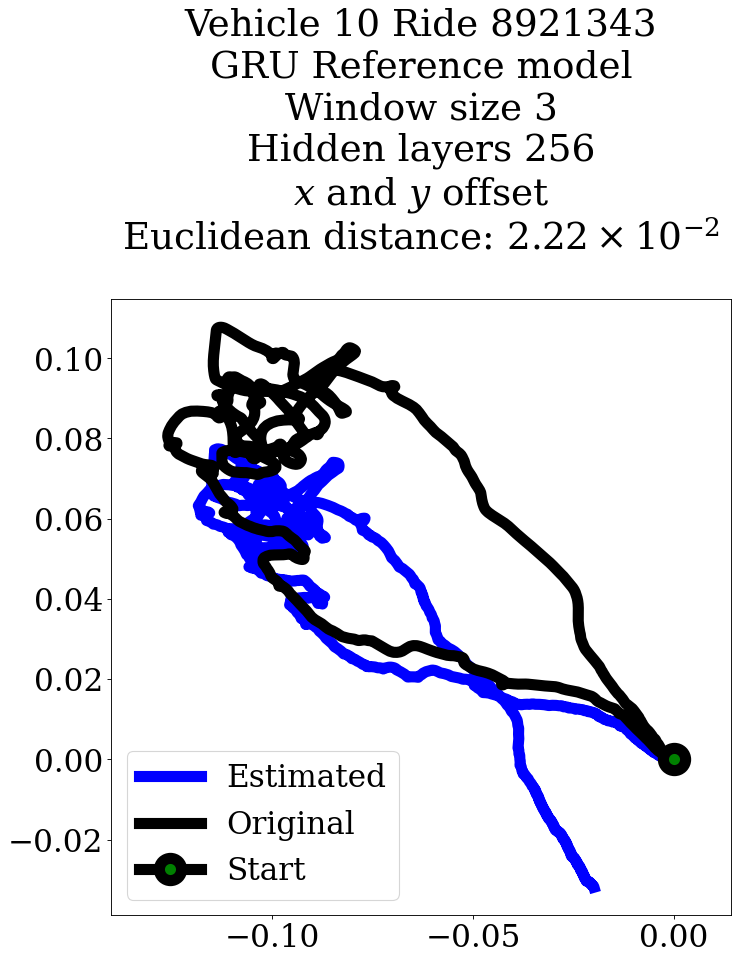 Vehicle 10 Ride 8921343
GRU Reference model
Window size 3
Hidden layers 256
x and y offset
Euclidean distance: 2.22 × 10⁻²
0.10
0.08
0.06
0.04
0.02
0.00
−0.02
Estimated
Original
Start
−0.10 −0.05 0.00